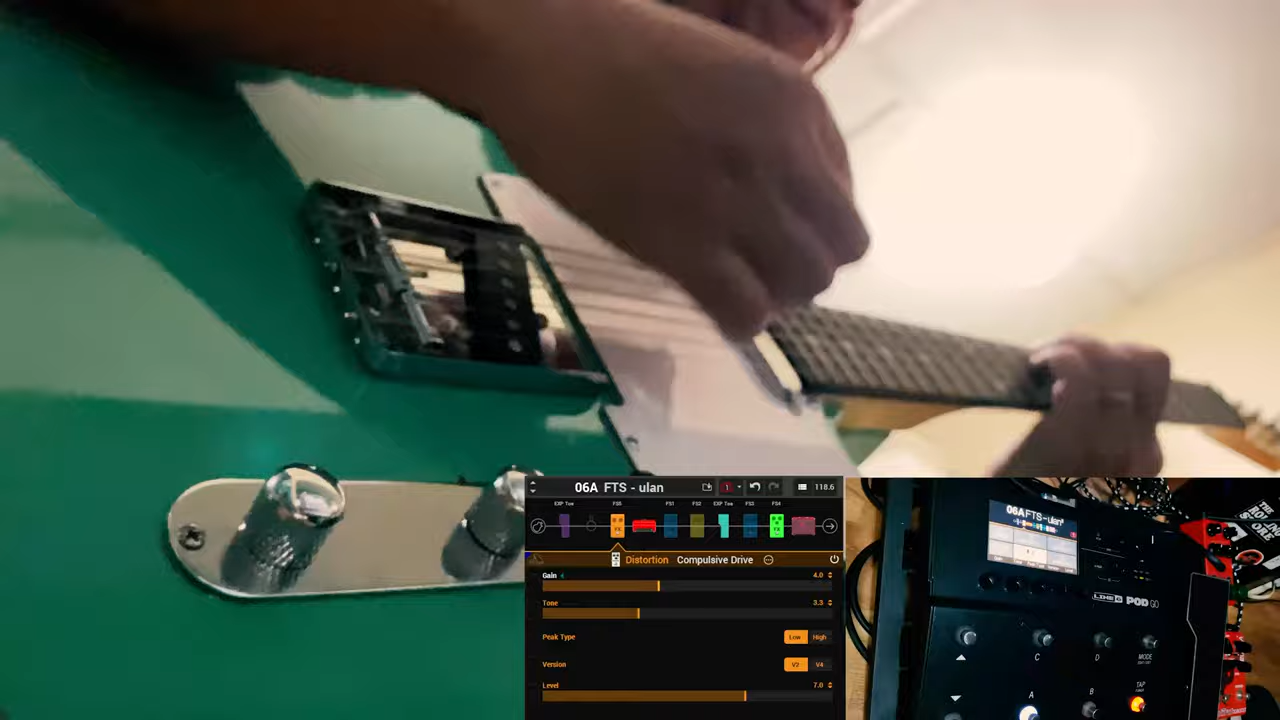 06A FTS - ulan
118.6
EXP Toe
FS5
FS1
FS2
EXP Toe
FS3
FS4
Distortion Compulsive Drive
Gain
4.0
Tone
3.3
Peak Type
Low
High
Version
V2
V4
Level
7.0
06A FTS-ulan
LINE 6 POD GO
C
D
MODE
A
B
TAP